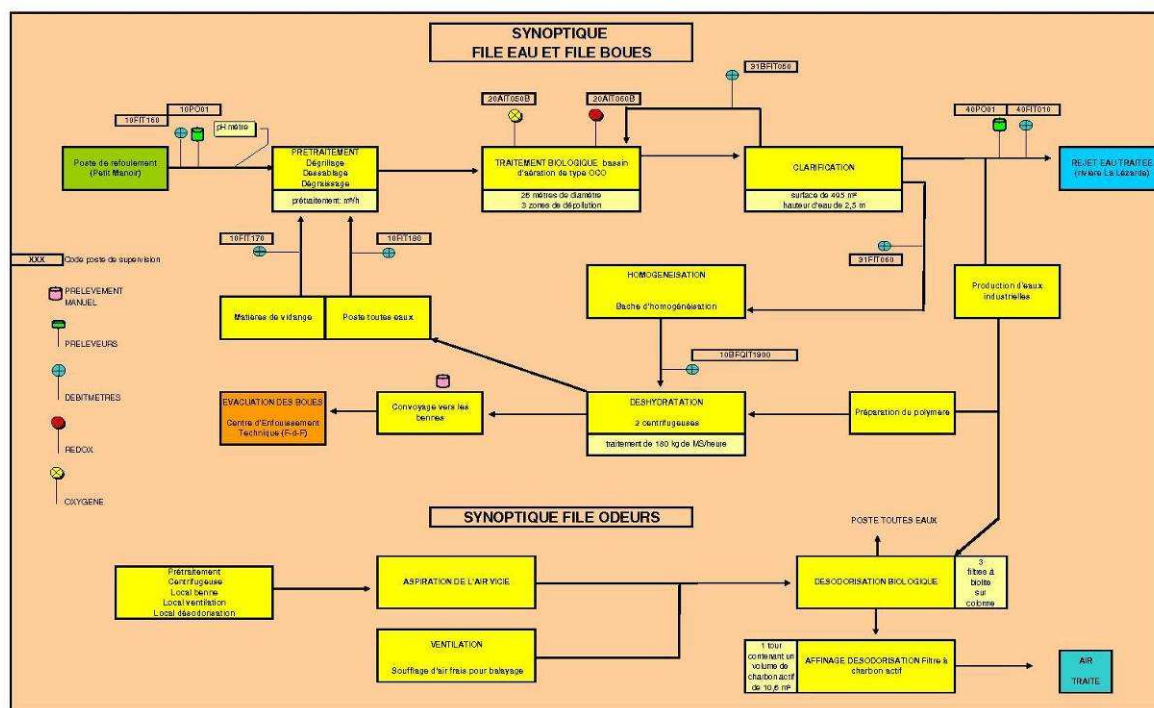 SYNOPTIQUE
FILE EAU ET FILE BOUES
31BFIT050
20AIT050B
20AIT060B
10PO01
10FIT160
40PO01
40FIT010
pH mètre
Poste de refoulement
(Petit Manoir)
PRETRAITEMENT
Dégrillage
Dessablage
Dégraissage
prétraitement: m³/h
TRAITEMENT BIOLOGIQUE bassin
d'aération de type OCO
26 mètres de diamètre
3 zones de dépollution
CLARIFICATION
surface de 495 m²
hauteur d'eau de 2,5 m
REJET EAU TRAITEE
(rivière La Lézarde)
10FIT170
10FIT180
31FIT060
XXX
Code poste de supervision
PRELEVEMENT
MANUEL
PRELEVEURS
DEBITMETRES
REDOX
OXYGENE
HOMOGENEISATION
Bache d'homogénéisation
Production d'eaux
industrielles
Matières de vidange
Poste toutes eaux
10BFQIT1900
EVACUATION DES BOUES
Centre d'Enfouissement
Technique (F-d-F)
Convoyage vers les
bennes
DESHYDRATATION
2 centrifugeuses
traitement de 180 kg de MS/heure
Préparation du polymère
SYNOPTIQUE FILE ODEURS
POSTE TOUTES EAUX
Prétraitement
Centrifugeuse
Local benne
Local ventilation
Local désodorisation
ASPIRATION DE L'AIR VICIE
DESODORISATION BIOLOGIQUE
3
filtres à
biolite
sur
colonne
VENTILATION
Soufflage d'air frais pour balayage
1 tour
contenant un
volume de
charbon actif
de 10,6 m³
AFFINAGE DESODORISATION Filtre à
charbon actif
AIR
TRAITE